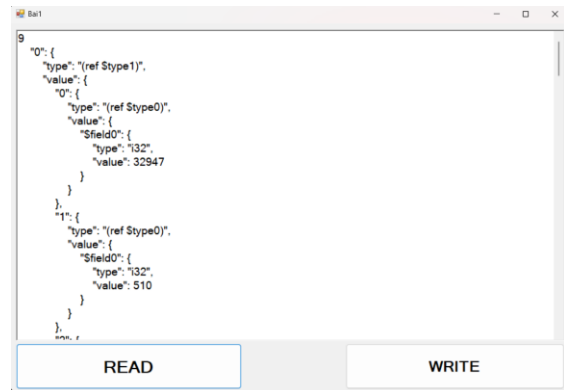 Bai1
9
"0": {
"type": "(ref $type1)",
"value": {
"0": {
"type": "(ref $type0)",
"value": {
"$field0": {
"type": "i32",
"value": 32947
}
}
},
"1": {
"type": "(ref $type0)",
"value": {
"$field0": {
"type": "i32",
"value": 510
}
}
},
"2": {
READ
WRITE